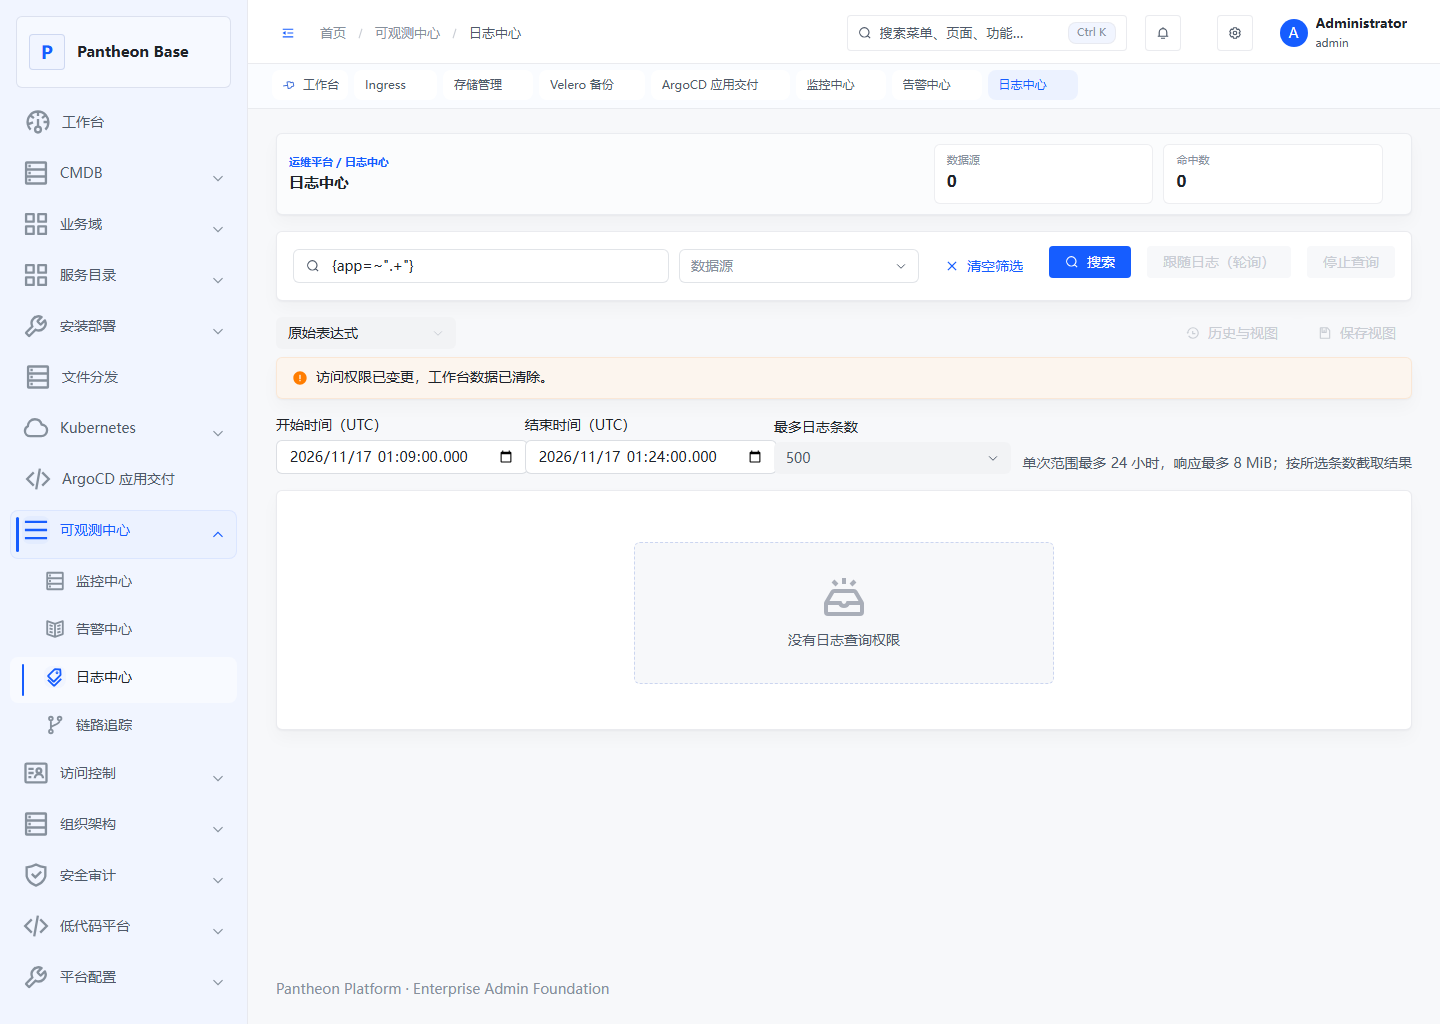 P Pantheon Base
首页 / 可观测中心 / 日志中心
搜索菜单、页面、功能... Ctrl K
A Administrator
admin
工作台 Ingress 存储管理 Velero 备份 ArgoCD 应用交付 监控中心 告警中心 日志中心
工作台
CMDB
业务域
服务目录
安装部署
文件分发
Kubernetes
ArgoCD 应用交付
可观测中心
监控中心
告警中心
日志中心
链路追踪
访问控制
组织架构
安全审计
低代码平台
平台配置
运维平台 / 日志中心
日志中心
数据源
0
命中数
0
{app=~".+"} 数据源 清空筛选 搜索 跟随日志（轮询） 停止查询
原始表达式 历史与视图 保存视图
访问权限已变更，工作台数据已清除。
开始时间（UTC） 结束时间（UTC） 最多日志条数
2026/11/17 01:09:00.000 2026/11/17 01:24:00.000 500 单次范围最多 24 小时，响应最多 8 MiB；按所选条数截取结果
没有日志查询权限
Pantheon Platform · Enterprise Admin Foundation